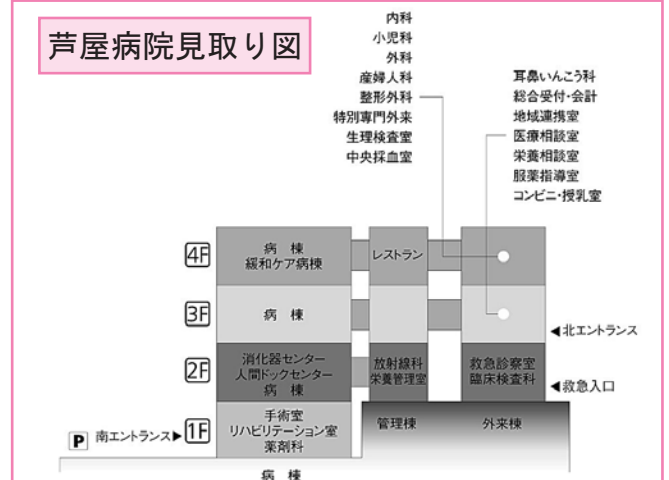 芦屋病院見取り図
内科
小児科
外科
産婦人科
整形外科
特別専門外来
生理検査室
中央採血室
耳鼻いんこう科
総合受付・会計
地域連携室
医療相談室
栄養相談室
服薬指導室
コンビニ・授乳室
4F
病 棟
緩和ケア病棟
レストラン
3F
病 棟
◀北エントランス
2F
消化器センター
人間ドックセンター
病 棟
放射線科
栄養管理室
救急診察室
臨床検査科
◀救急入口
P 南エントランス▶1F
手術室
リハビリテーション室
薬剤科
管理棟
外来棟
病 棟